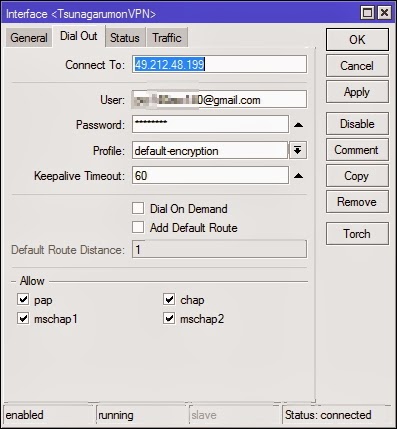 Interface <TsunagarumonVPN>
General Dial Out Status Traffic
OK
Cancel
Apply
Disable
Comment
Copy
Remove
Torch
Connect To: 49.212.48.199
User: @gmail.com
Password: ********
Profile: default-encryption
Keepalive Timeout: 60
Dial On Demand
Add Default Route
Default Route Distance: 1
Allow
pap chap
mschap1 mschap2
enabled running slave Status: connected